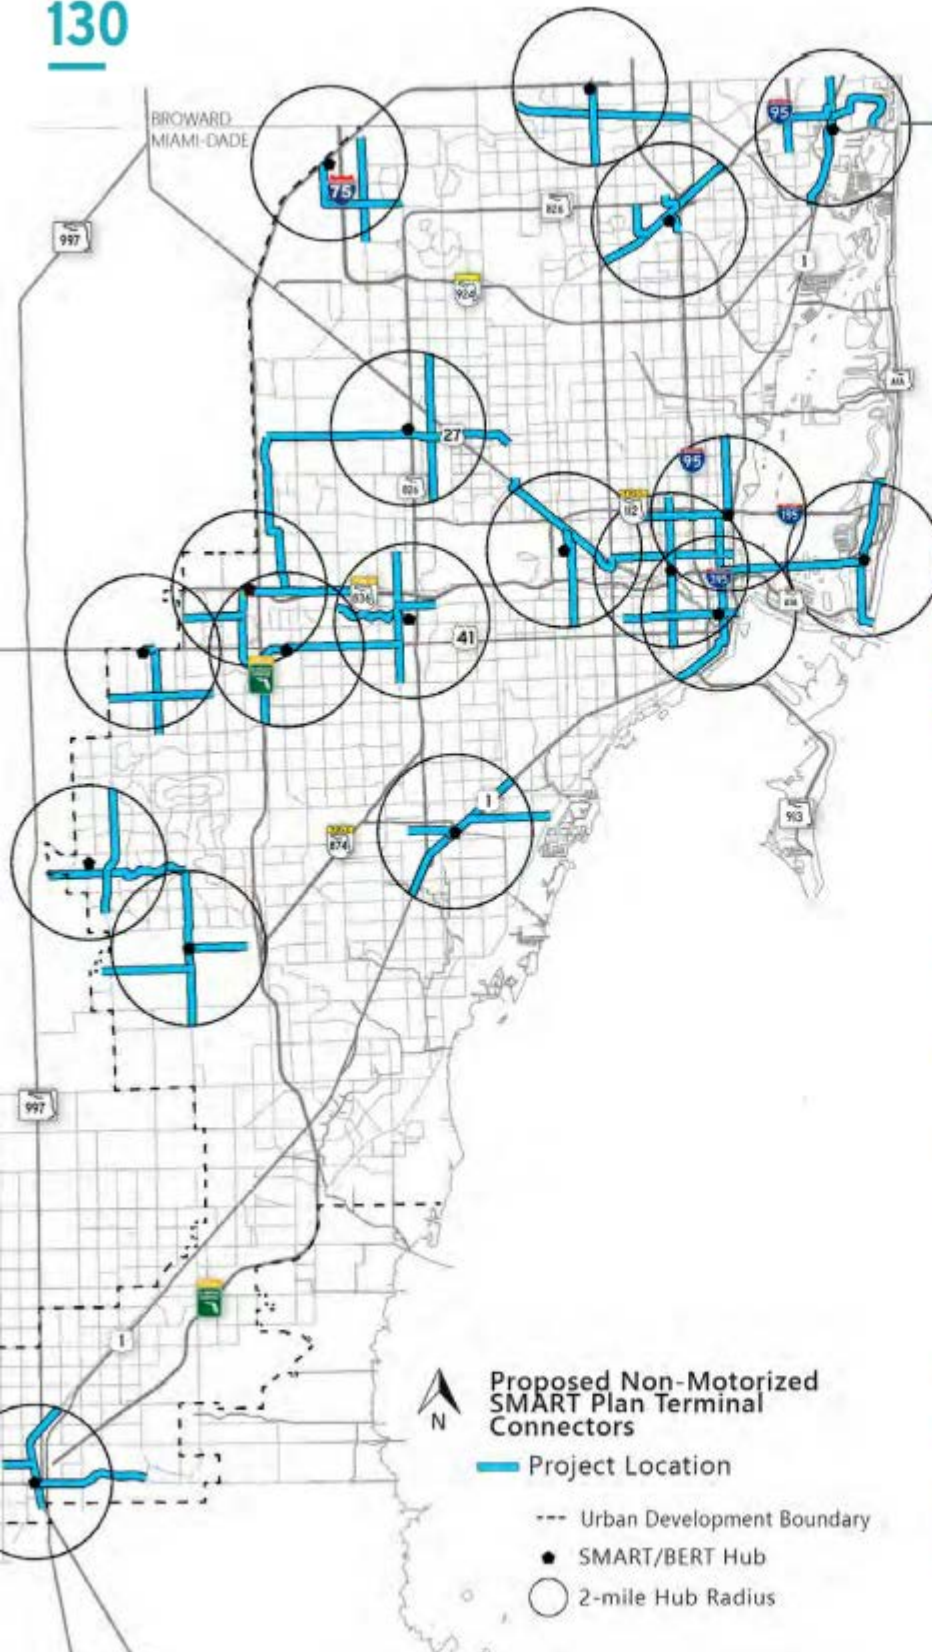 130
BROWARD
MIAMI-DADE
95
75
997
826
1
924
A1A
27
826
95
112
195
395
836
41
1
913
874
997
1
N
Proposed Non-Motorized
SMART Plan Terminal
Connectors
Project Location
Urban Development Boundary
SMART/BERT Hub
2-mile Hub Radius